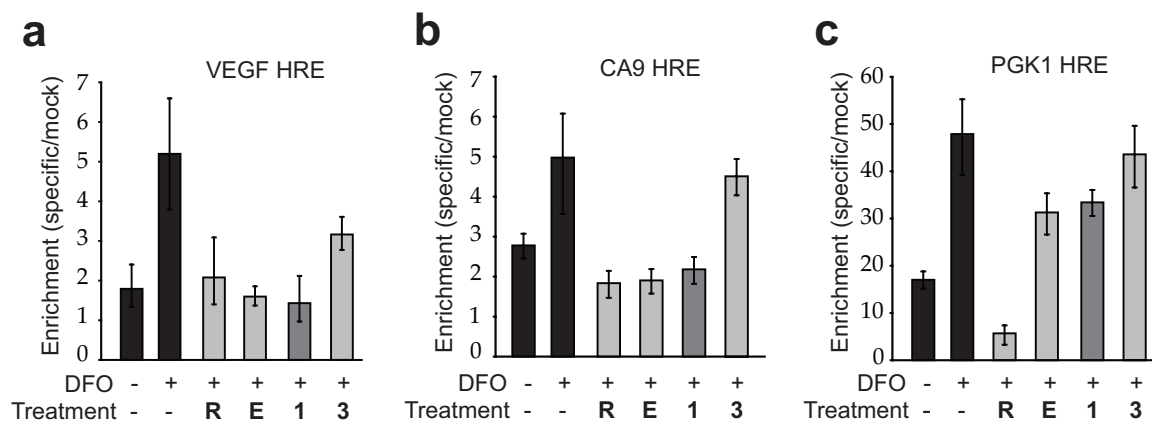 a
VEGF HRE
Enrichment (specific/mock)
7
6
5
4
3
2
1
0
DFO - + + + + +
Treatment - - R E 1 3
b
CA9 HRE
Enrichment (specific/mock)
7
6
5
4
3
2
1
0
DFO - + + + + +
Treatment - - R E 1 3
c
PGK1 HRE
Enrichment (specific/mock)
60
50
40
30
20
10
0
DFO - + + + + +
Treatment - - R E 1 3